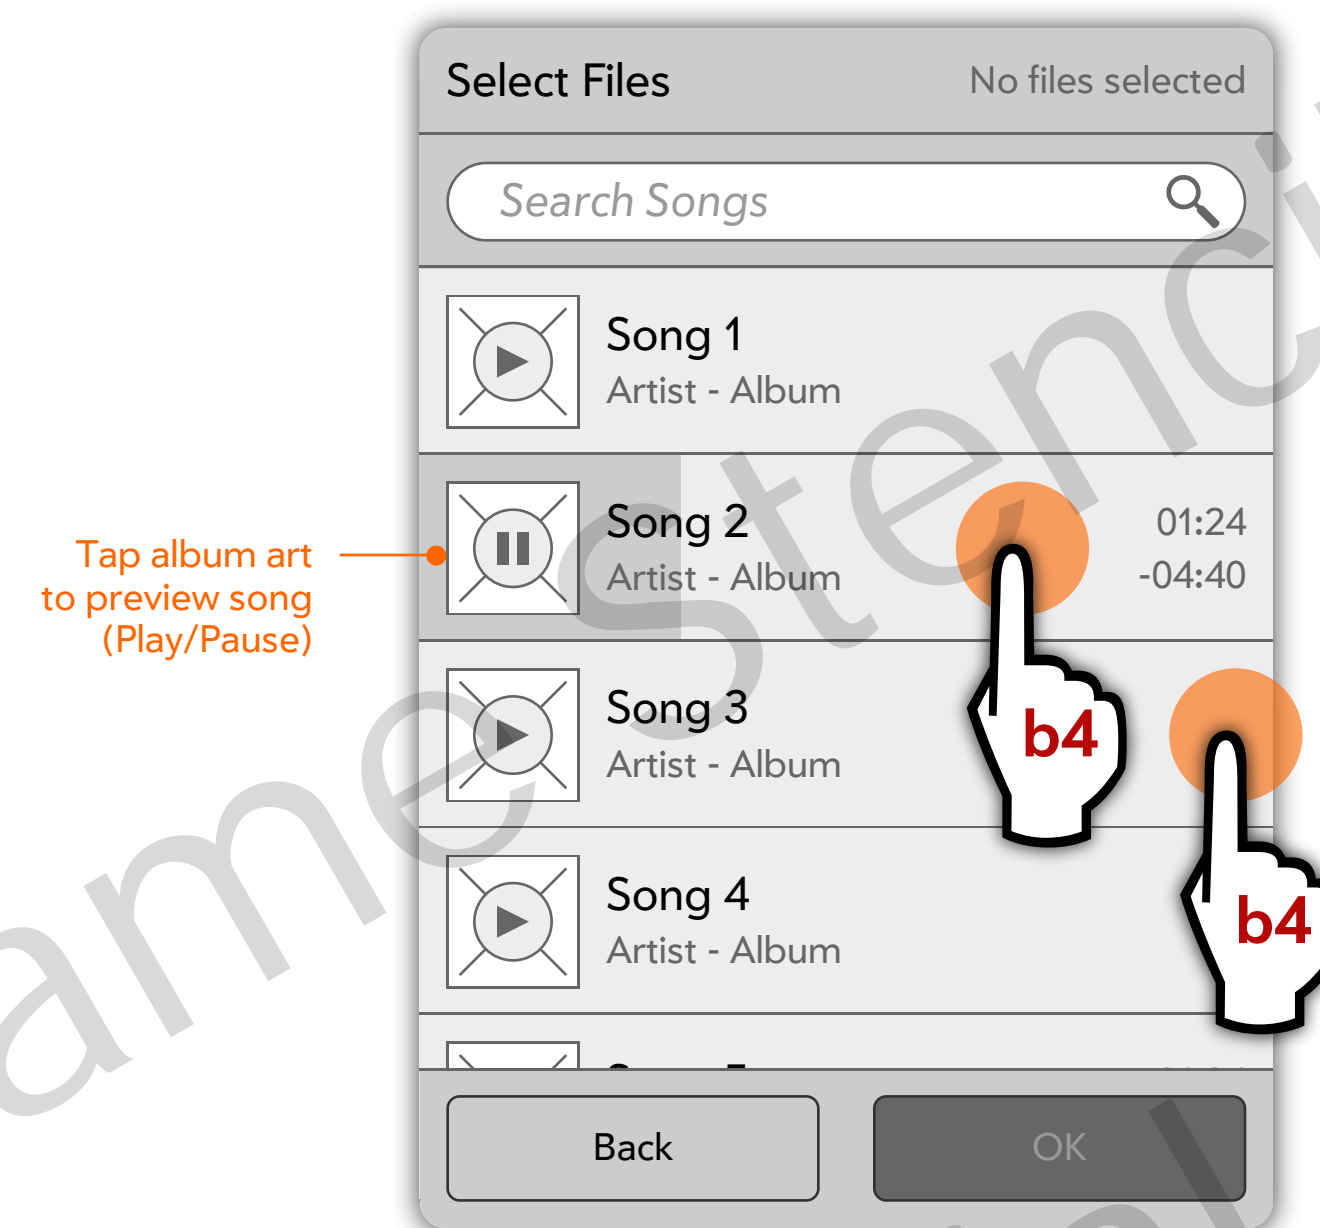 Select Files
No files selected
Search Songs
Song 1
Artist - Album
Tap album art
to preview song
(Play/Pause)
Song 2
Artist - Album
01:24
-04:40
b4
Song 3
Artist - Album
b4
Song 4
Artist - Album
Back
OK
ame Stenci